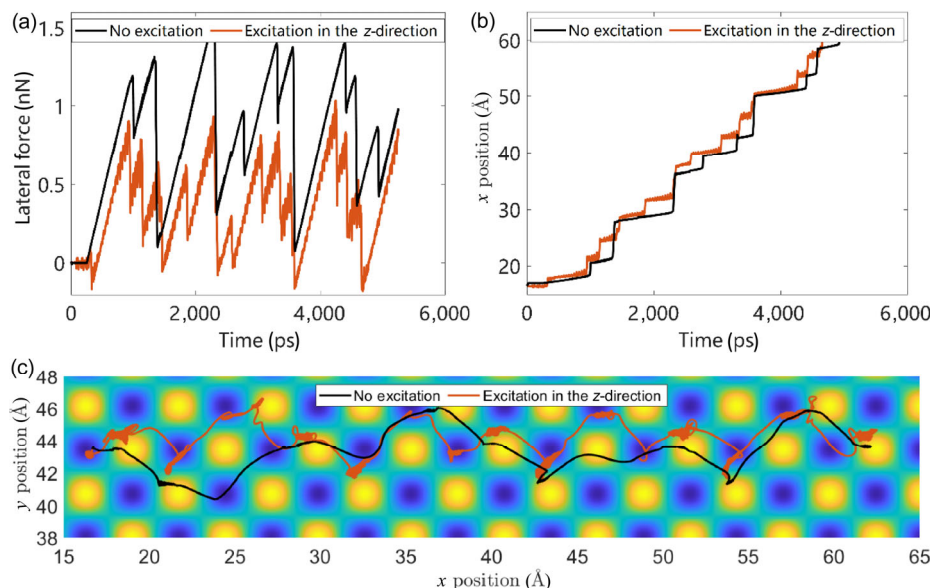 (a)
No excitation
Excitation in the z-direction
1.5
1
0.5
0
Lateral force (nN)
0
2,000
4,000
6,000
Time (ps)
(b)
No excitation
Excitation in the z-direction
60
50
40
30
20
x position (Å)
0
2,000
4,000
6,000
Time (ps)
(c)
No excitation
Excitation in the z-direction
48
46
44
42
40
38
y position (Å)
15
20
25
30
35
40
45
50
55
60
65
x position (Å)